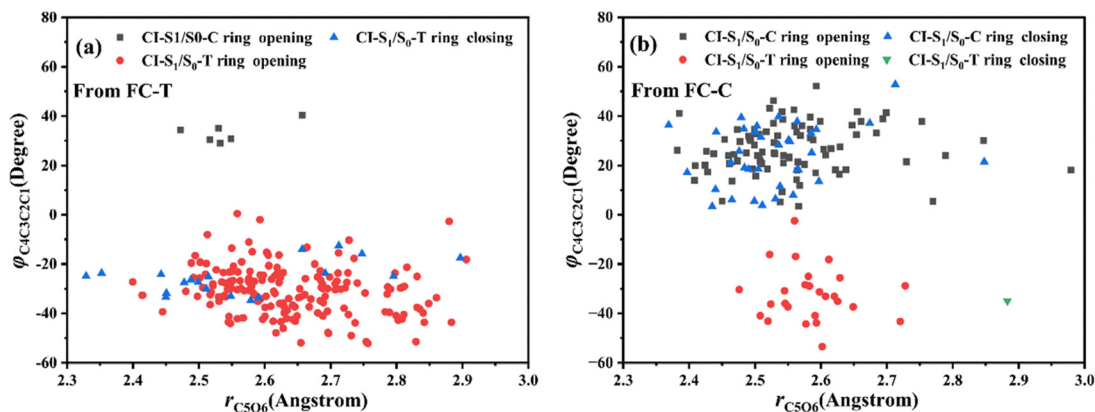 (a)
CI-S1/S0-C ring opening
CI-S₁/S₀-T ring closing
CI-S₁/S₀-T ring opening
From FC-T
φC4C3C2C1(Degree)
80
60
40
20
0
-20
-40
-60
2.3 2.4 2.5 2.6 2.7 2.8 2.9 3.0
rC5O6(Angstrom)
(b)
CI-S₁/S₀-C ring opening
CI-S₁/S₀-C ring closing
CI-S₁/S₀-T ring opening
CI-S₁/S₀-T ring closing
From FC-C
φC4C3C2C1(Degree)
80
60
40
20
0
-20
-40
-60
2.3 2.4 2.5 2.6 2.7 2.8 2.9 3.0
rC5O6(Angstrom)